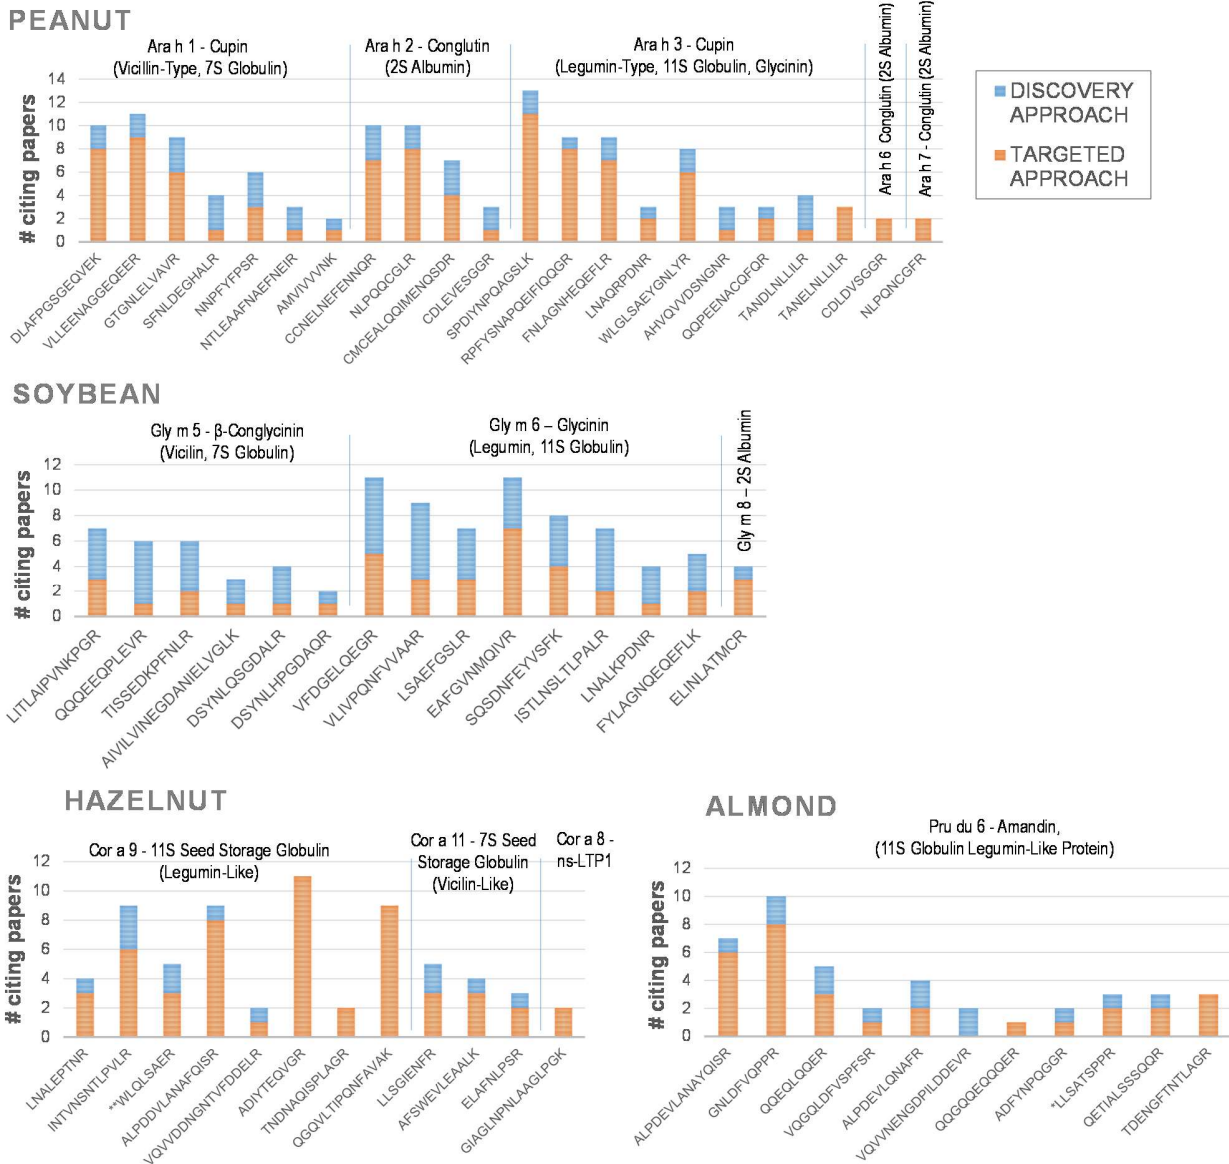 PEANUT
Ara h 1 - Cupin
(Vicillin-Type, 7S Globulin)
Ara h 2 - Conglutin
(2S Albumin)
Ara h 3 - Cupin
(Legumin-Type, 11S Globulin, Glycinin)
Ara h 6 Conglutin (2S Albumin)
Ara h 7 - Conglutin (2S Albumin)
DISCOVERY
APPROACH
TARGETED
APPROACH
# citing papers
14
12
10
8
6
4
2
0
DLAFPGSGEQVEK
VLLEENAGGEQEER
GTGNLELVAVR
SFNLDEGHALR
NNPFYFPSR
NTLEAAFNAEFNEIR
AMVIVVVNK
CCNELNEFENNQR
NLPQQCGLR
CMCEALQQIMENQSDR
CDLEVESGGR
SPDIYNPQAGSLK
RPFYSNAPQEIFIQQGR
FNLAGNHEQEFLR
LNAQRPDNR
WLGLSAEYGNLYR
AHVQVVDSNGNR
QQPEENACQFQR
TANDLNLLILR
TANELNLLILR
CDLDVSGGR
NLPQNCGFR
SOYBEAN
Gly m 5 - β-Conglycinin
(Vicilin, 7S Globulin)
Gly m 6 – Glycinin
(Legumin, 11S Globulin)
Gly m 8 – 2S Albumin
# citing papers
12
10
8
6
4
2
0
LITLAIPVNKPGR
QQQEEQPLEVR
TISSEDKPFNLR
AIVILVINEGDANIELVGLK
DSYNLQSGDALR
DSYNLHPGDAQR
VFDGELQEGR
VLIVPQNFVVAAR
LSAEFGSLR
EAFGVNMQIVR
SQSDNFEYVSFK
ISTLNSLTLPALR
LNALKPDNR
FYLAGNQEQEFLK
ELINLATMCR
HAZELNUT
Cor a 9 - 11S Seed Storage Globulin
(Legumin-Like)
Cor a 11 - 7S Seed
Storage Globulin
(Vicilin-Like)
Cor a 8 -
ns-LTP1
# citing papers
12
10
8
6
4
2
0
LNALEPTNR
INTVNSNTLPVLR
**WLQLSAER
ALPDDVLANAFQISR
VQVVDDNGNTVFDDELR
ADIYTEQVGR
TNDNAQISPLAGR
QGQVLTIPQNFAVAK
LLSGIENFR
AFSWEVLEAALK
ELAFNLPSR
GIAGLNPNLAAGLPGK
ALMOND
Pru du 6 - Amandin,
(11S Globulin Legumin-Like Protein)
# citing papers
12
10
8
6
4
2
0
ALPDEVLANAYQISR
GNLDFVQPPR
QQEQLQQER
VQGQLDFVSPFSR
ALPDEVLQNAFR
VQVVNENGDPILDDEVR
QQGQQEQQQER
ADFYNPQGGR
*LLSATSPPR
QETIALSSSQQR
TDENGFTNTLAGR